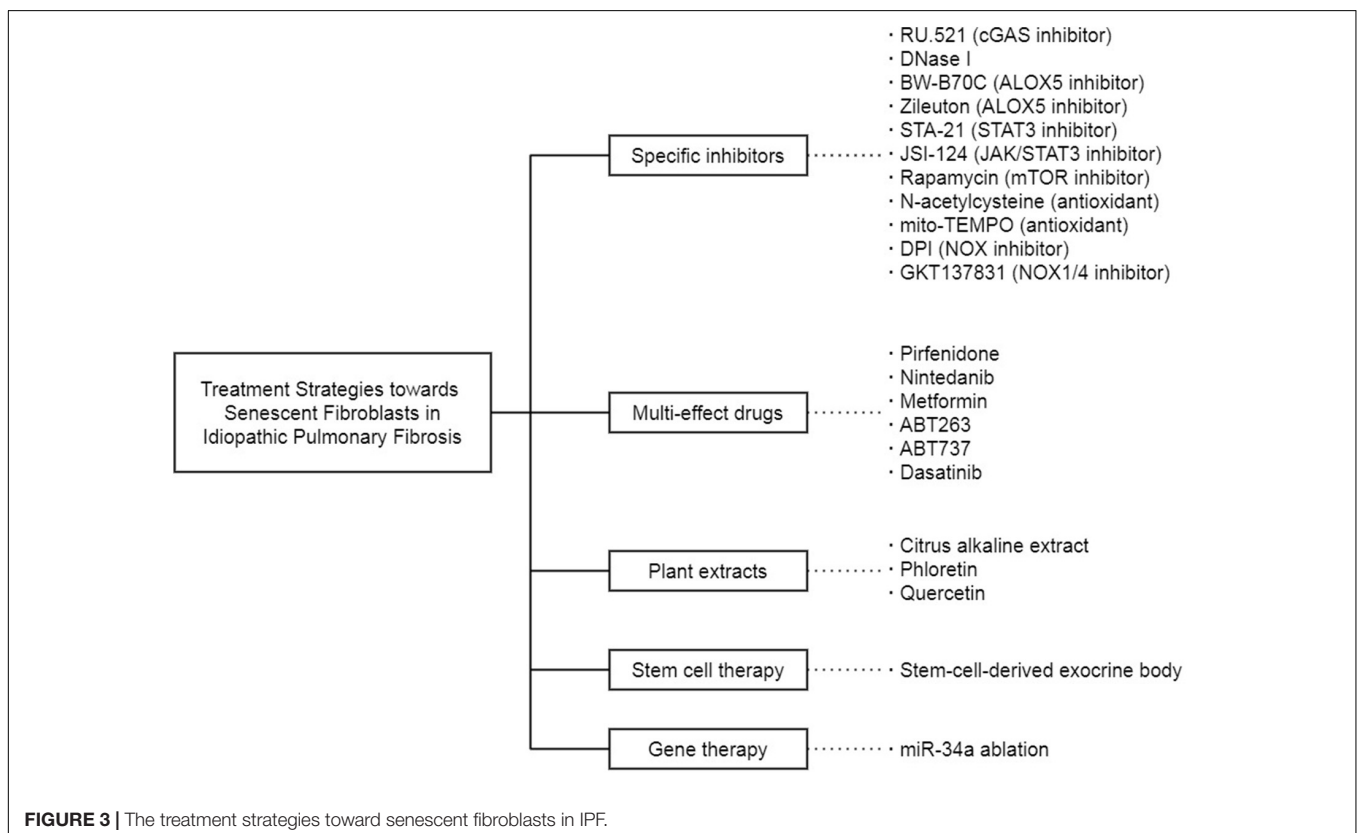 Treatment Strategies towards
Senescent Fibroblasts in
Idiopathic Pulmonary Fibrosis
Specific inhibitors
· RU.521 (cGAS inhibitor)
· DNase I
· BW-B70C (ALOX5 inhibitor)
· Zileuton (ALOX5 inhibitor)
· STA-21 (STAT3 inhibitor)
· JSI-124 (JAK/STAT3 inhibitor)
· Rapamycin (mTOR inhibitor)
· N-acetylcysteine (antioxidant)
· mito-TEMPO (antioxidant)
· DPI (NOX inhibitor)
· GKT137831 (NOX1/4 inhibitor)
Multi-effect drugs
· Pirfenidone
· Nintedanib
· Metformin
· ABT263
· ABT737
· Dasatinib
Plant extracts
· Citrus alkaline extract
· Phloretin
· Quercetin
Stem cell therapy
· Stem-cell-derived exocrine body
Gene therapy
· miR-34a ablation
FIGURE 3 | The treatment strategies toward senescent fibroblasts in IPF.